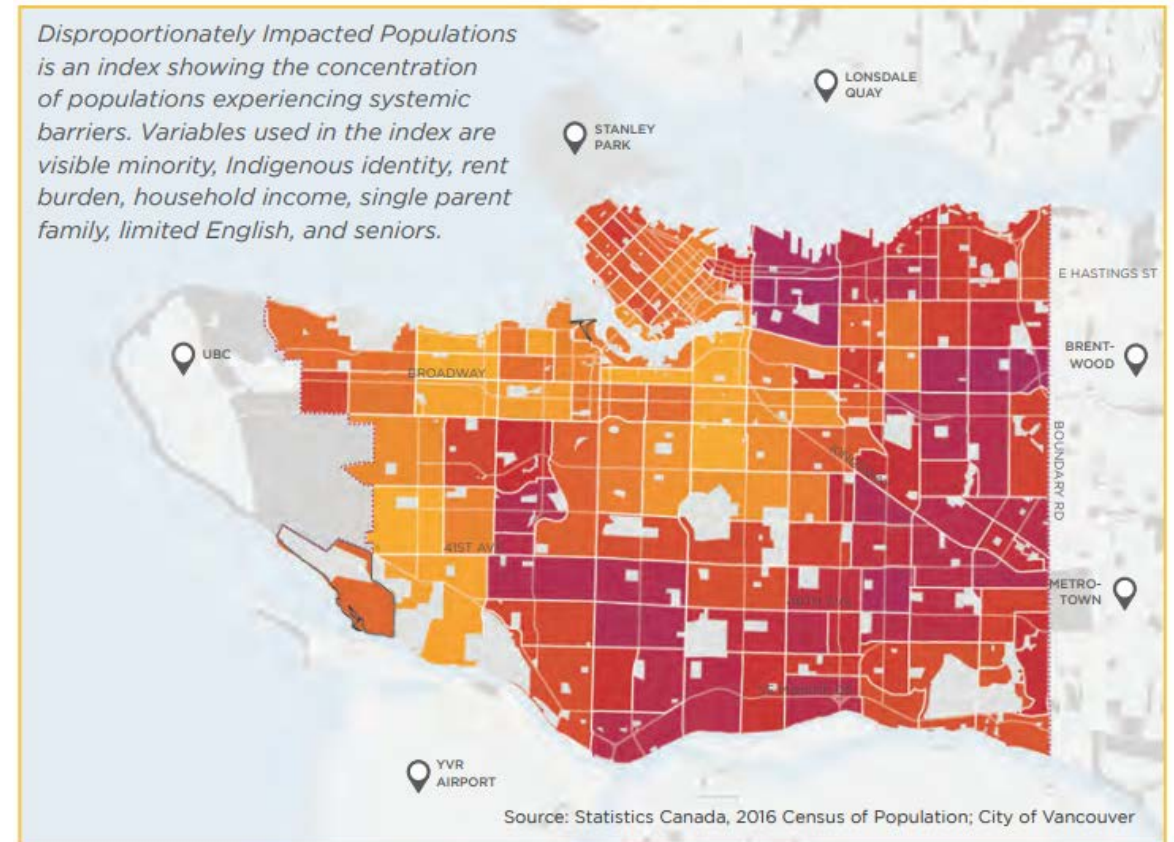 Disproportionately Impacted Populations
is an index showing the concentration
of populations experiencing systemic
barriers. Variables used in the index are
visible minority, Indigenous identity, rent
burden, household income, single parent
family, limited English, and seniors.
LONSDALE
QUAY
STANLEY
PARK
E HASTINGS ST
UBC
BRENT-
WOOD
BROADWAY
BOUNDARY RD
41ST AV
METRO-
TOWN
YVR
AIRPORT
Source: Statistics Canada, 2016 Census of Population; City of Vancouver